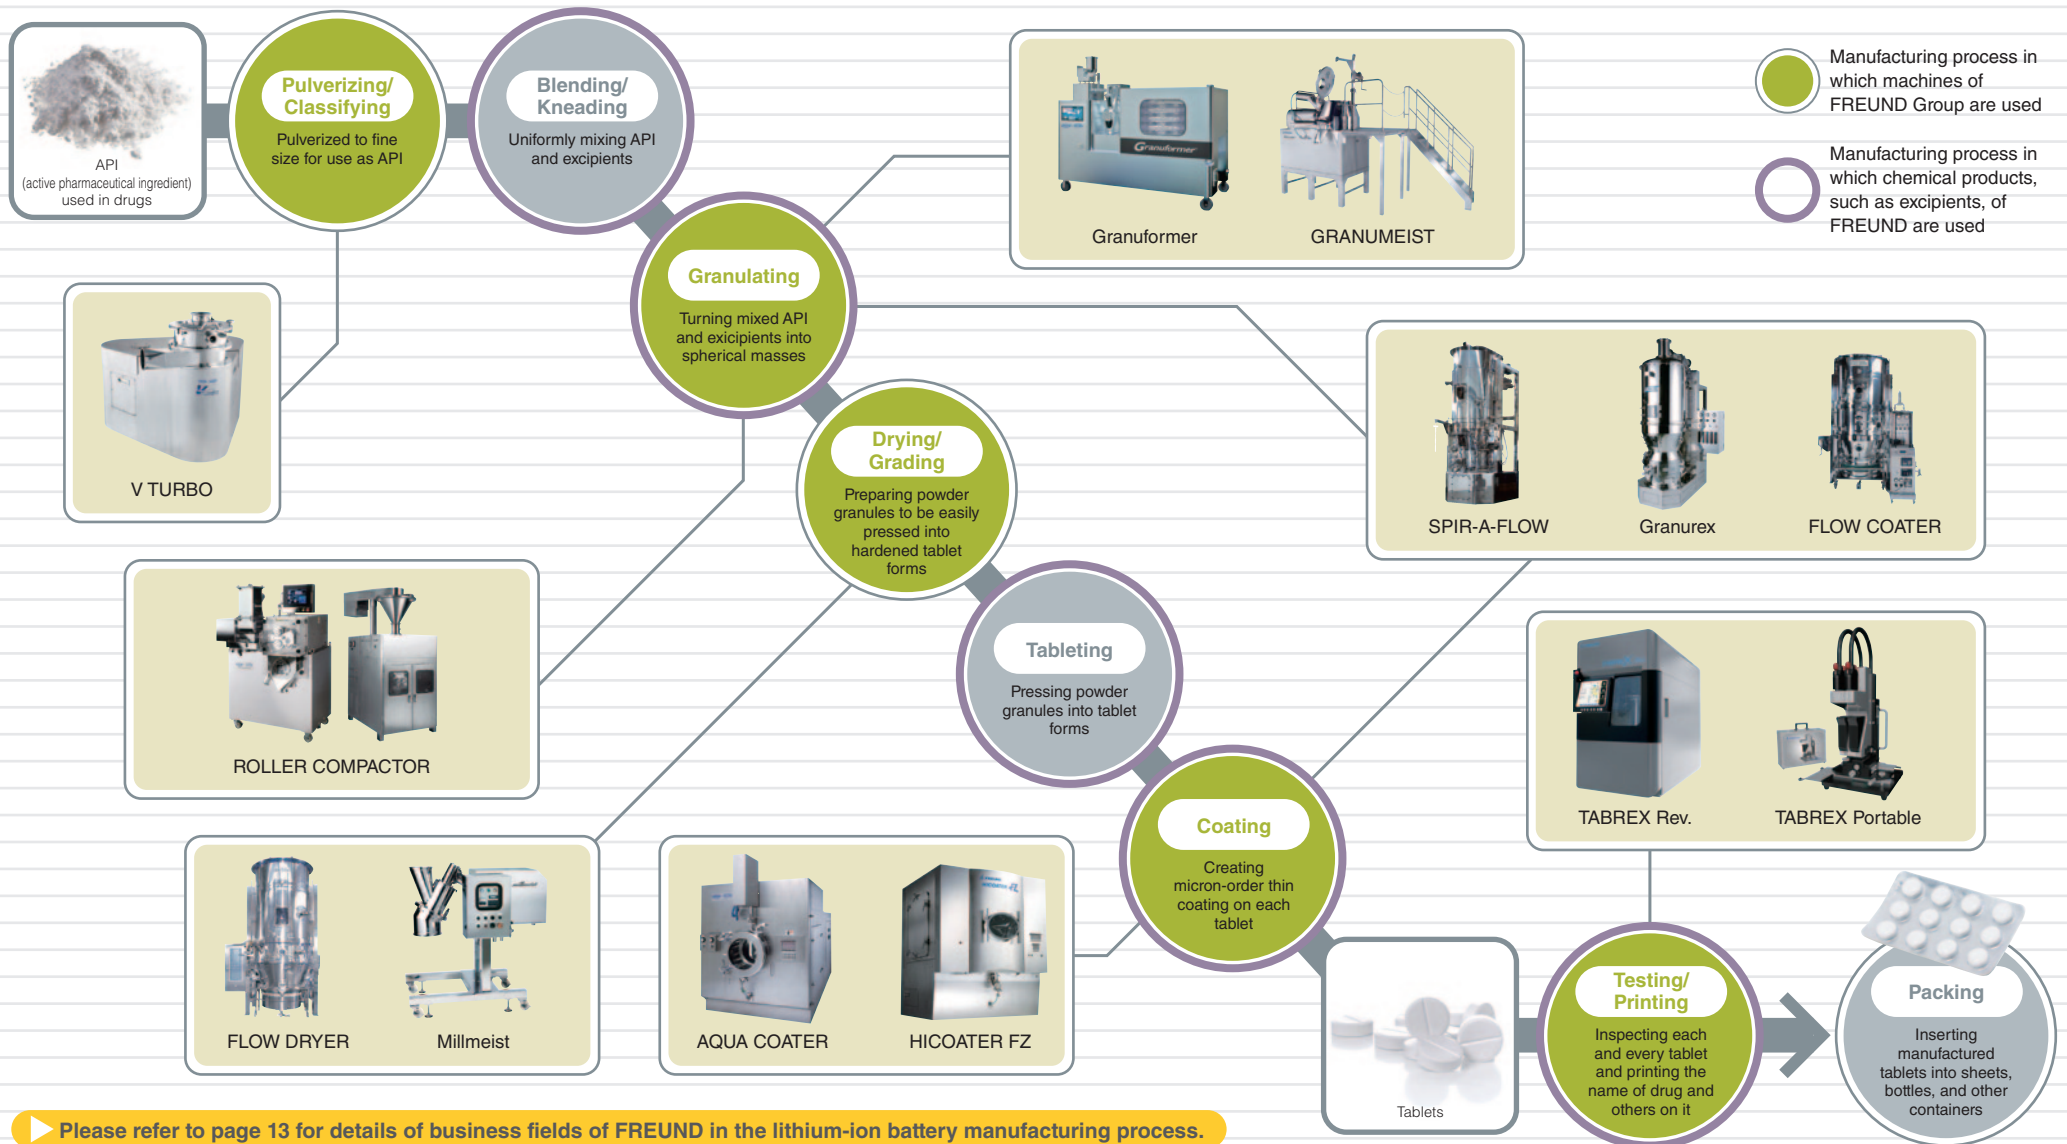 API
(active pharmaceutical ingredient)
used in drugs
Pulverizing/
Classifying
Pulverized to fine
size for use as API
Blending/
Kneading
Uniformly mixing API
and excipients
Granuformer
Granuformer
GRANUMEIST
Manufacturing process in
which machines of
FREUND Group are used
Manufacturing process in
which chemical products,
such as excipients, of
FREUND are used
Granulating
Turning mixed API
and exicipients into
spherical masses
V TURBO
SPIR-A-FLOW
Granurex
FLOW COATER
Drying/
Grading
Preparing powder
granules to be easily
pressed into
hardened tablet
forms
ROLLER COMPACTOR
Tableting
Pressing powder
granules into tablet
forms
TABREX Rev.
TABREX Portable
Coating
Creating
micron-order thin
coating on each
tablet
FLOW DRYER
Millmeist
AQUA COATER
HICOATER FZ
Tablets
Testing/
Printing
Inspecting each
and every tablet
and printing the
name of drug and
others on it
Packing
Inserting
manufactured
tablets into sheets,
bottles, and other
containers
Please refer to page 13 for details of business fields of FREUND in the lithium-ion battery manufacturing process.